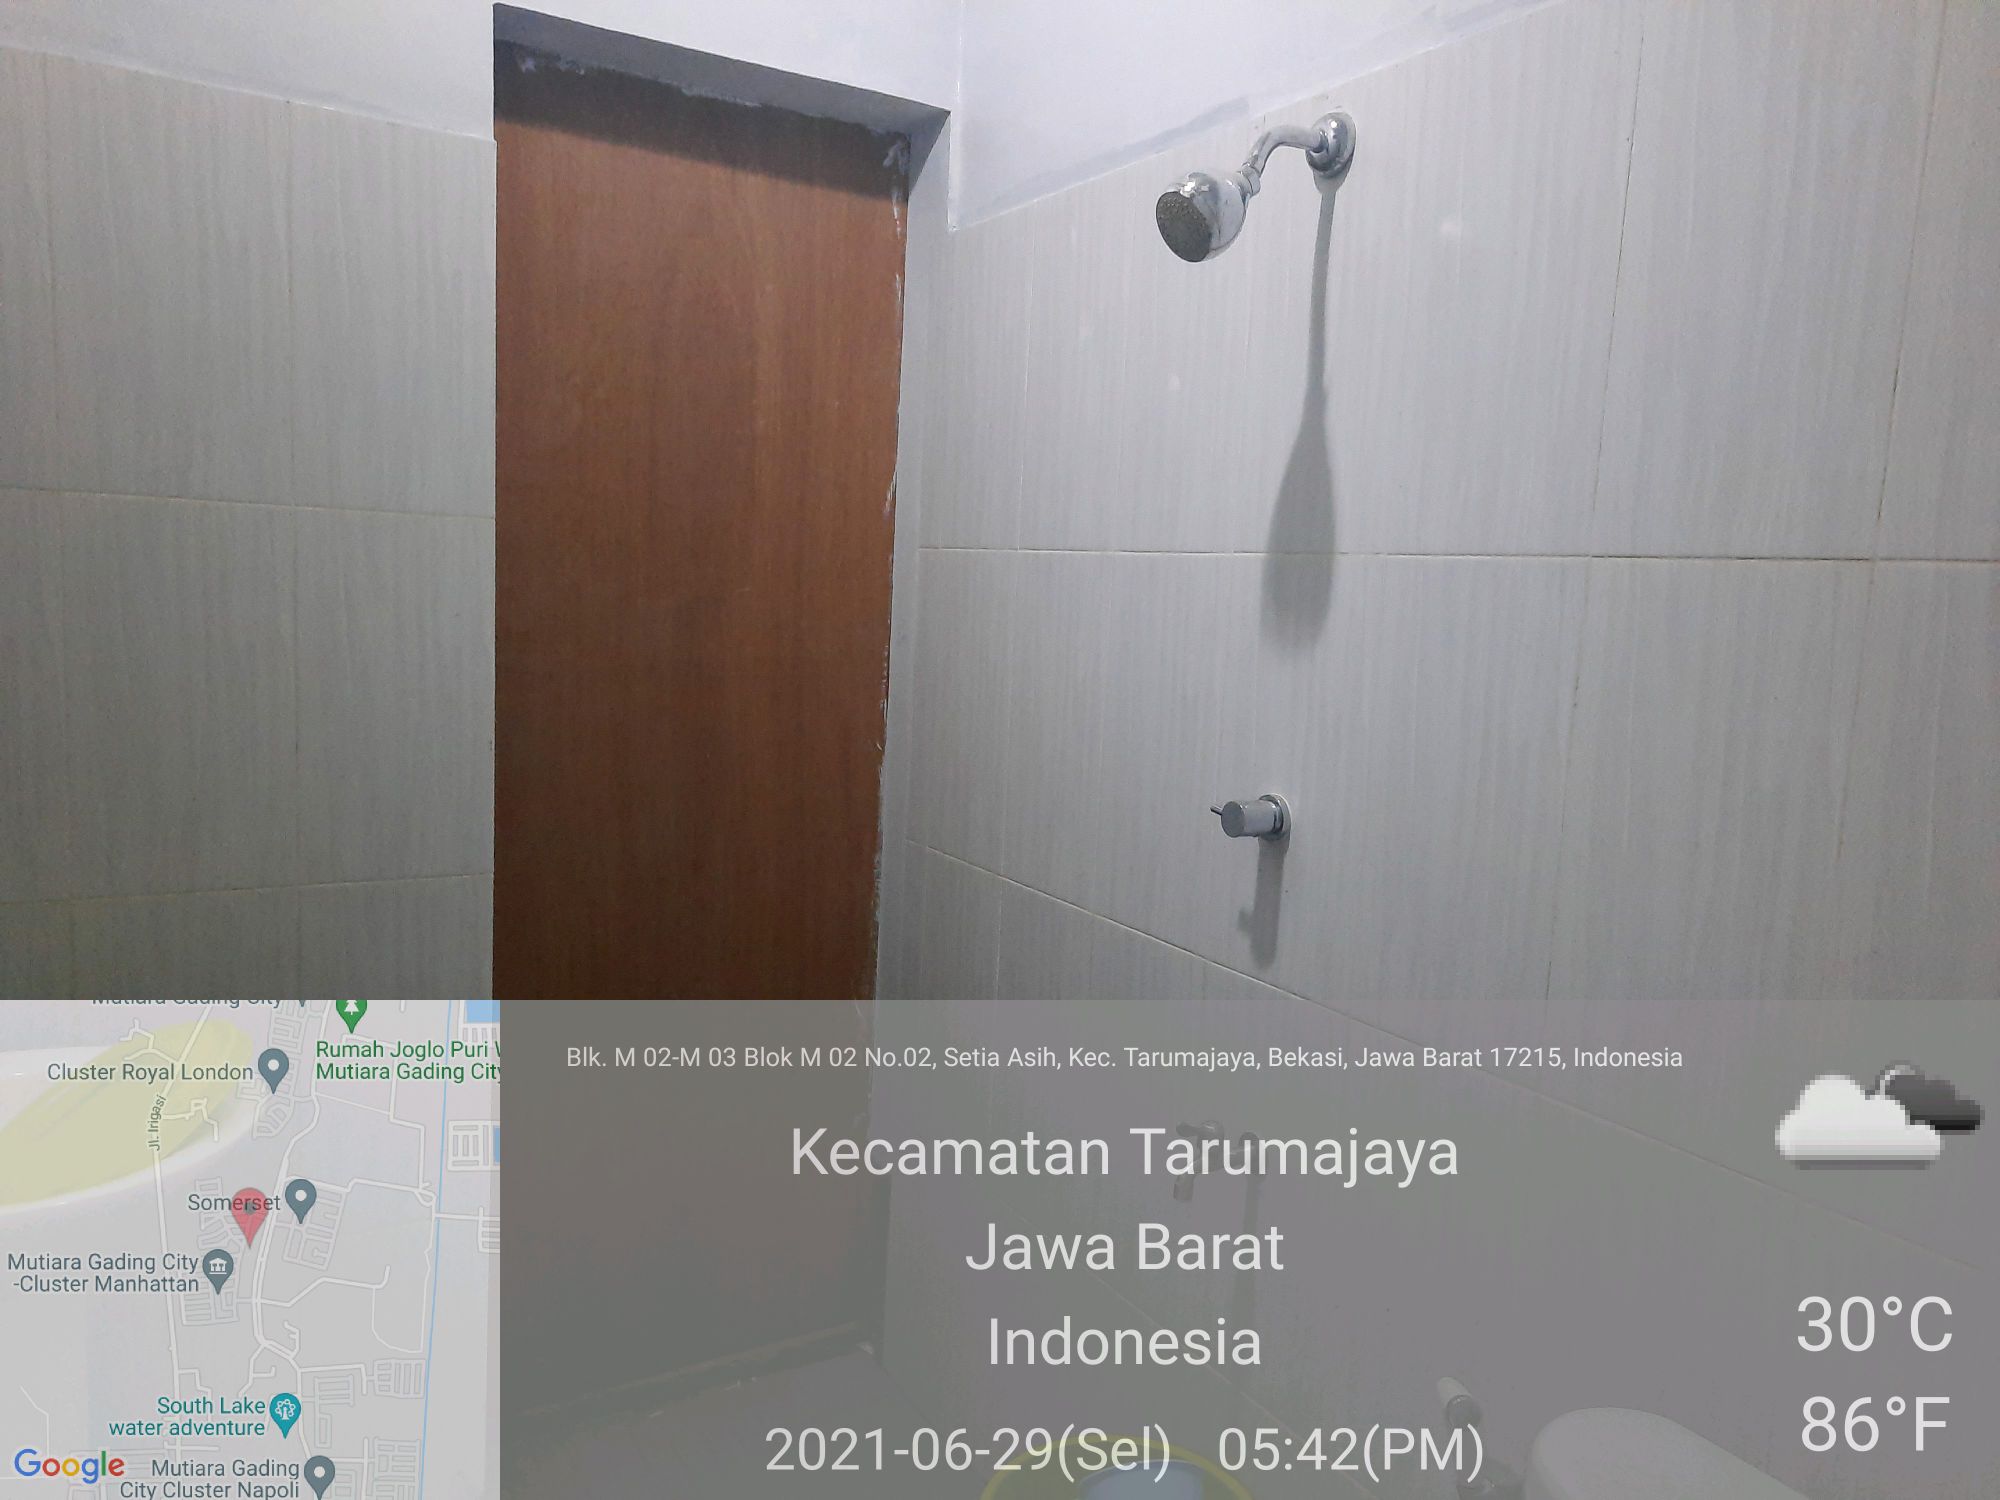 Mutiara Gading City
Rumah Joglo Puri
Mutiara Gading City
Cluster Royal London
Jl. Irigasi
Somerset
Mutiara Gading City
-Cluster Manhattan
South Lake
water adventure
Google
Mutiara Gading
City Cluster Napoli
Blk. M 02-M 03 Blok M 02 No.02, Setia Asih, Kec. Tarumajaya, Bekasi, Jawa Barat 17215, Indonesia
Kecamatan Tarumajaya
Jawa Barat
Indonesia
2021-06-29(Sel) 05:42(PM)
30°C
86°F